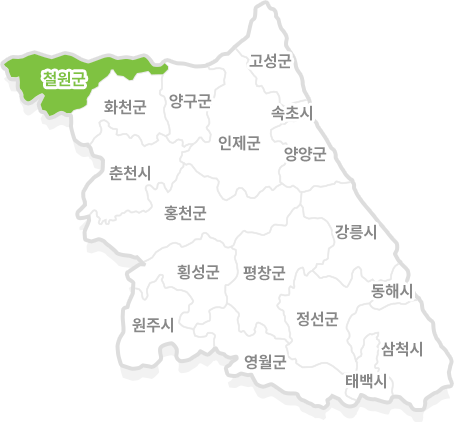 고성군
철원군
화천군
양구군
속초시
인제군
양양군
춘천시
홍천군
강릉시
횡성군
평창군
동해시
정선군
원주시
삼척시
영월군
태백시